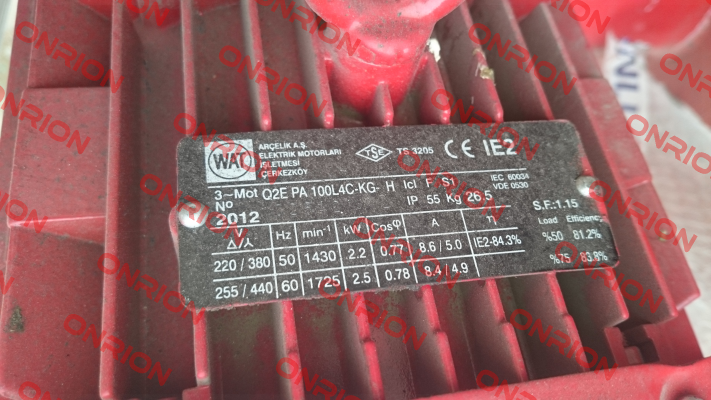 WAT
ARÇELİK A.Ş.
ELEKTRİK MOTORLARI
İŞLETMESİ
ÇERKEZKÖY
TSE
TS 3205
CE IE2
3-Mot Q2E PA 100L4C-KG- H Icl F S1 IEC 60034
No IP 55 Kg 26,5 VDE 0530
2012 S.F.:1.15
Δ/⅄ Hz min⁻¹ kW Cosφ A Load Efficiency
220 / 380 50 1430 2.2 0.77 8.6 / 5.0 IE2-84.3% %50 81.2%
255 / 440 60 1725 2.5 0.78 8.4 / 4.9 %75 83.8%
ONRION